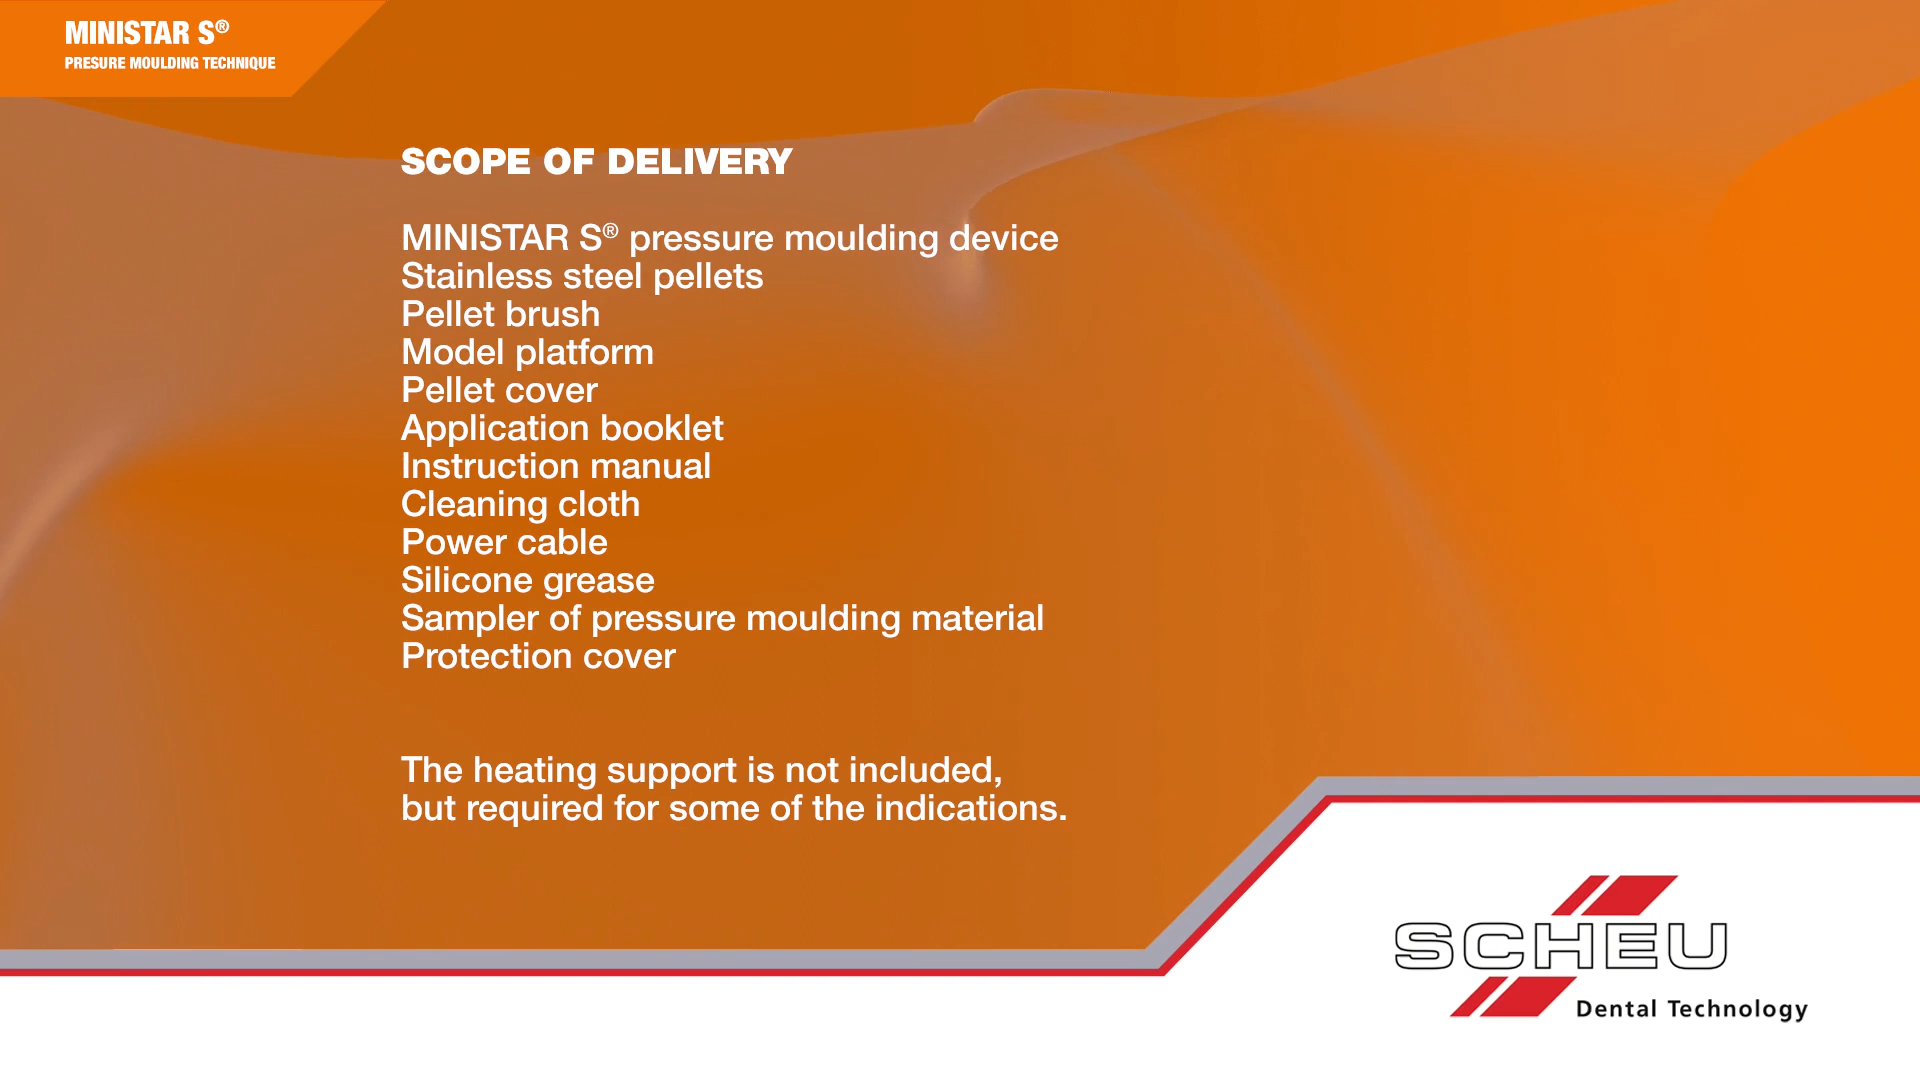 MINISTAR S®
PRESURE MOULDING TECHNIQUE
SCOPE OF DELIVERY
MINISTAR S® pressure moulding device
Stainless steel pellets
Pellet brush
Model platform
Pellet cover
Application booklet
Instruction manual
Cleaning cloth
Power cable
Silicone grease
Sampler of pressure moulding material
Protection cover
The heating support is not included,
but required for some of the indications.
SCHEU
Dental Technology